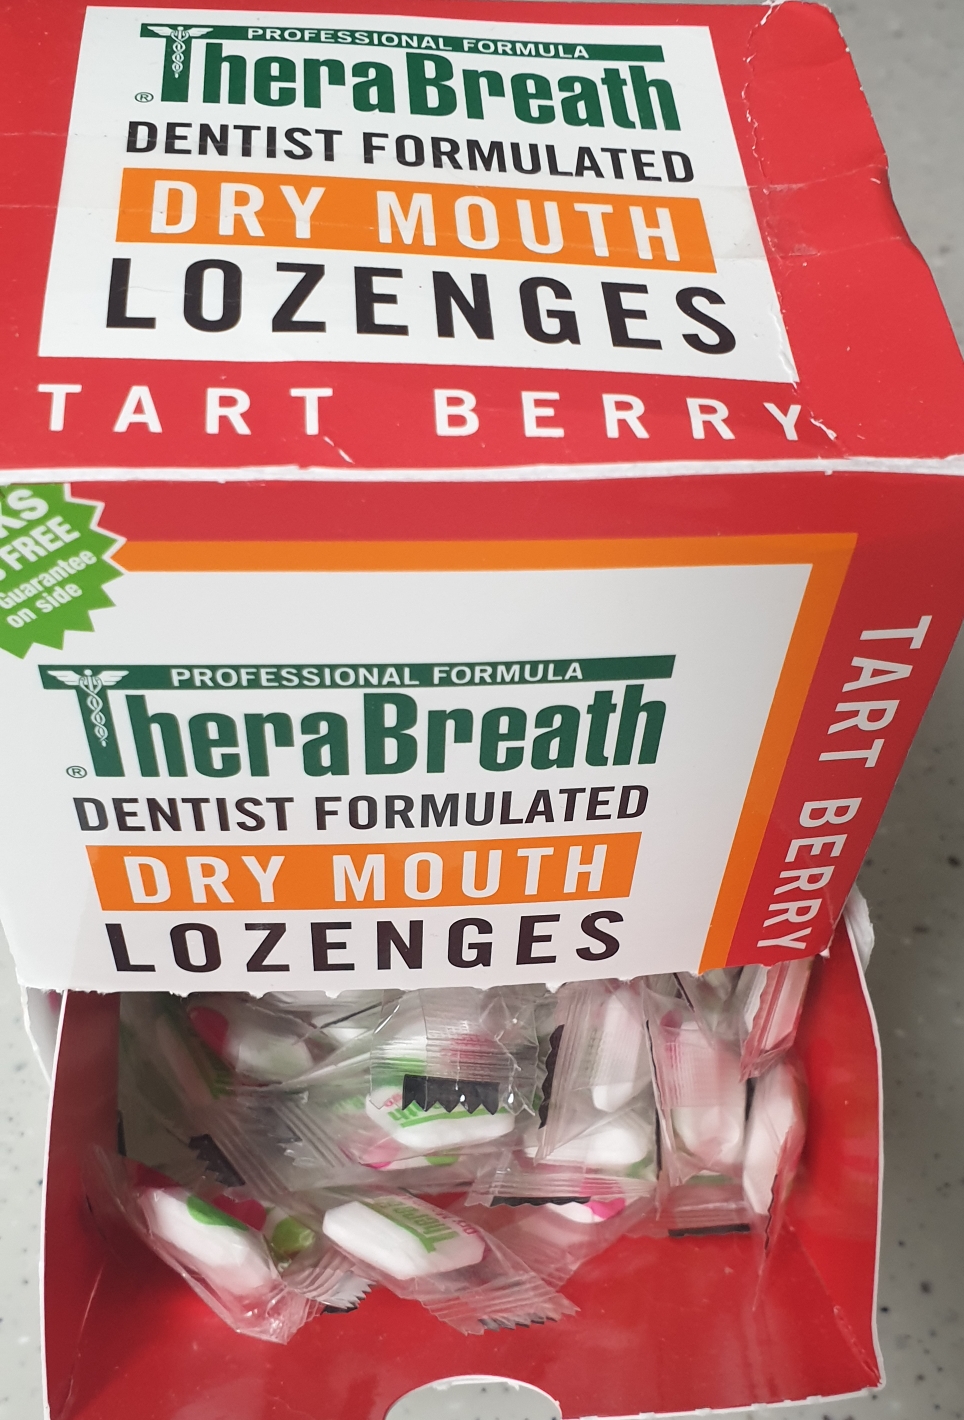 PROFESSIONAL FORMULA
TheraBreath®
DENTIST FORMULATED
DRY MOUTH
LOZENGES
TART BERRY
FREE
Guarantee
on side
PROFESSIONAL FORMULA
TheraBreath®
DENTIST FORMULATED
DRY MOUTH
LOZENGES
TART BERRY